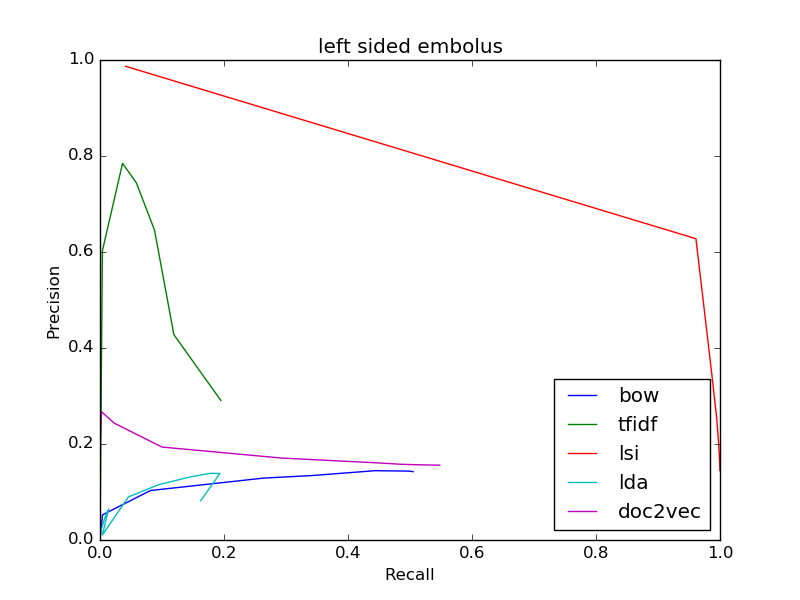 left sided embolus
1.0
0.8
0.6
0.4
0.2
0.0
Precision
0.0 0.2 0.4 0.6 0.8 1.0
Recall
bow
tfidf
lsi
lda
doc2vec